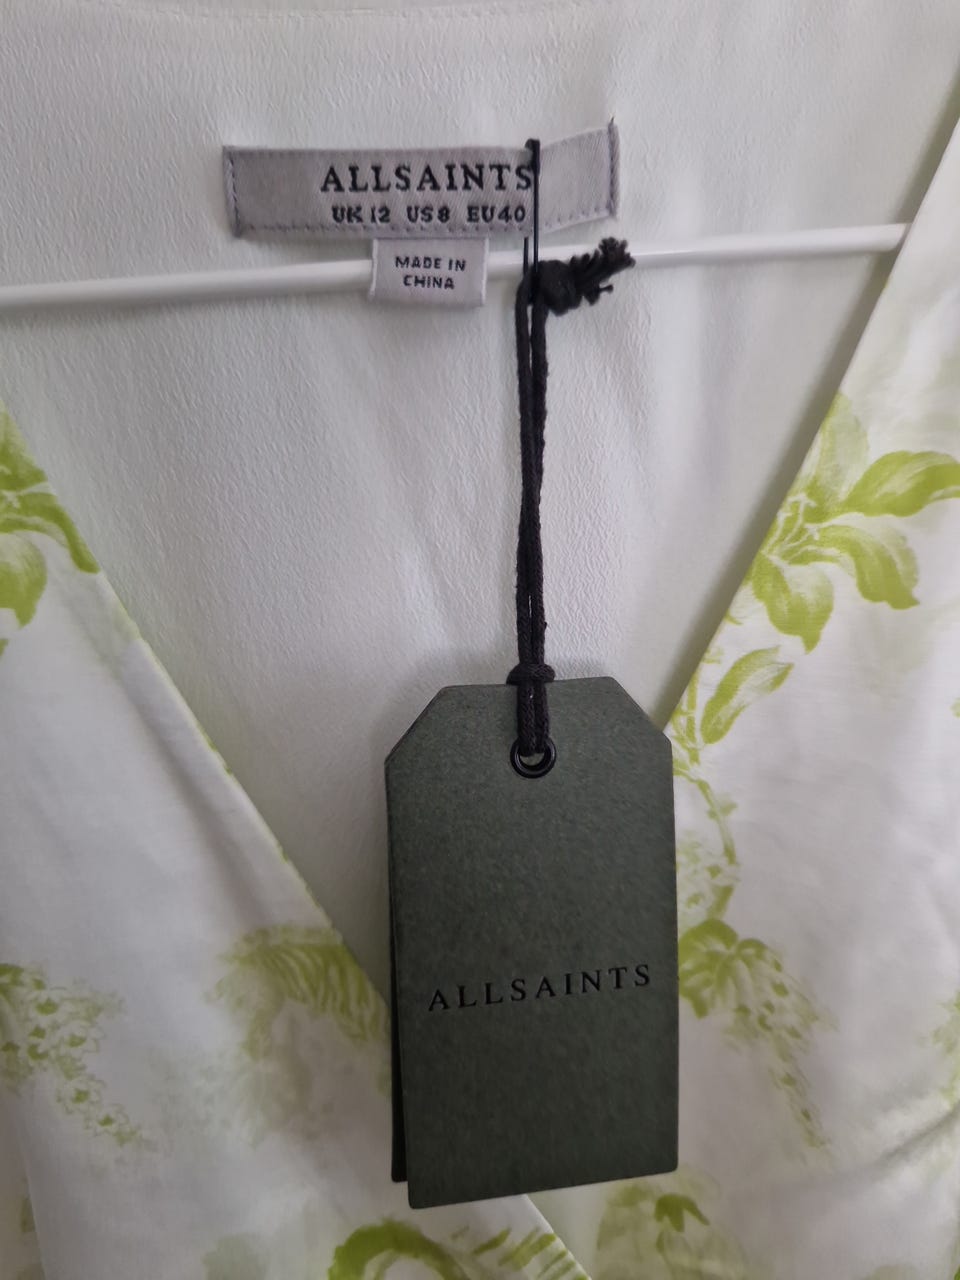 ALLSAINTS
UK 12 US 8 EU 40
MADE IN
CHINA
ALLSAINTS